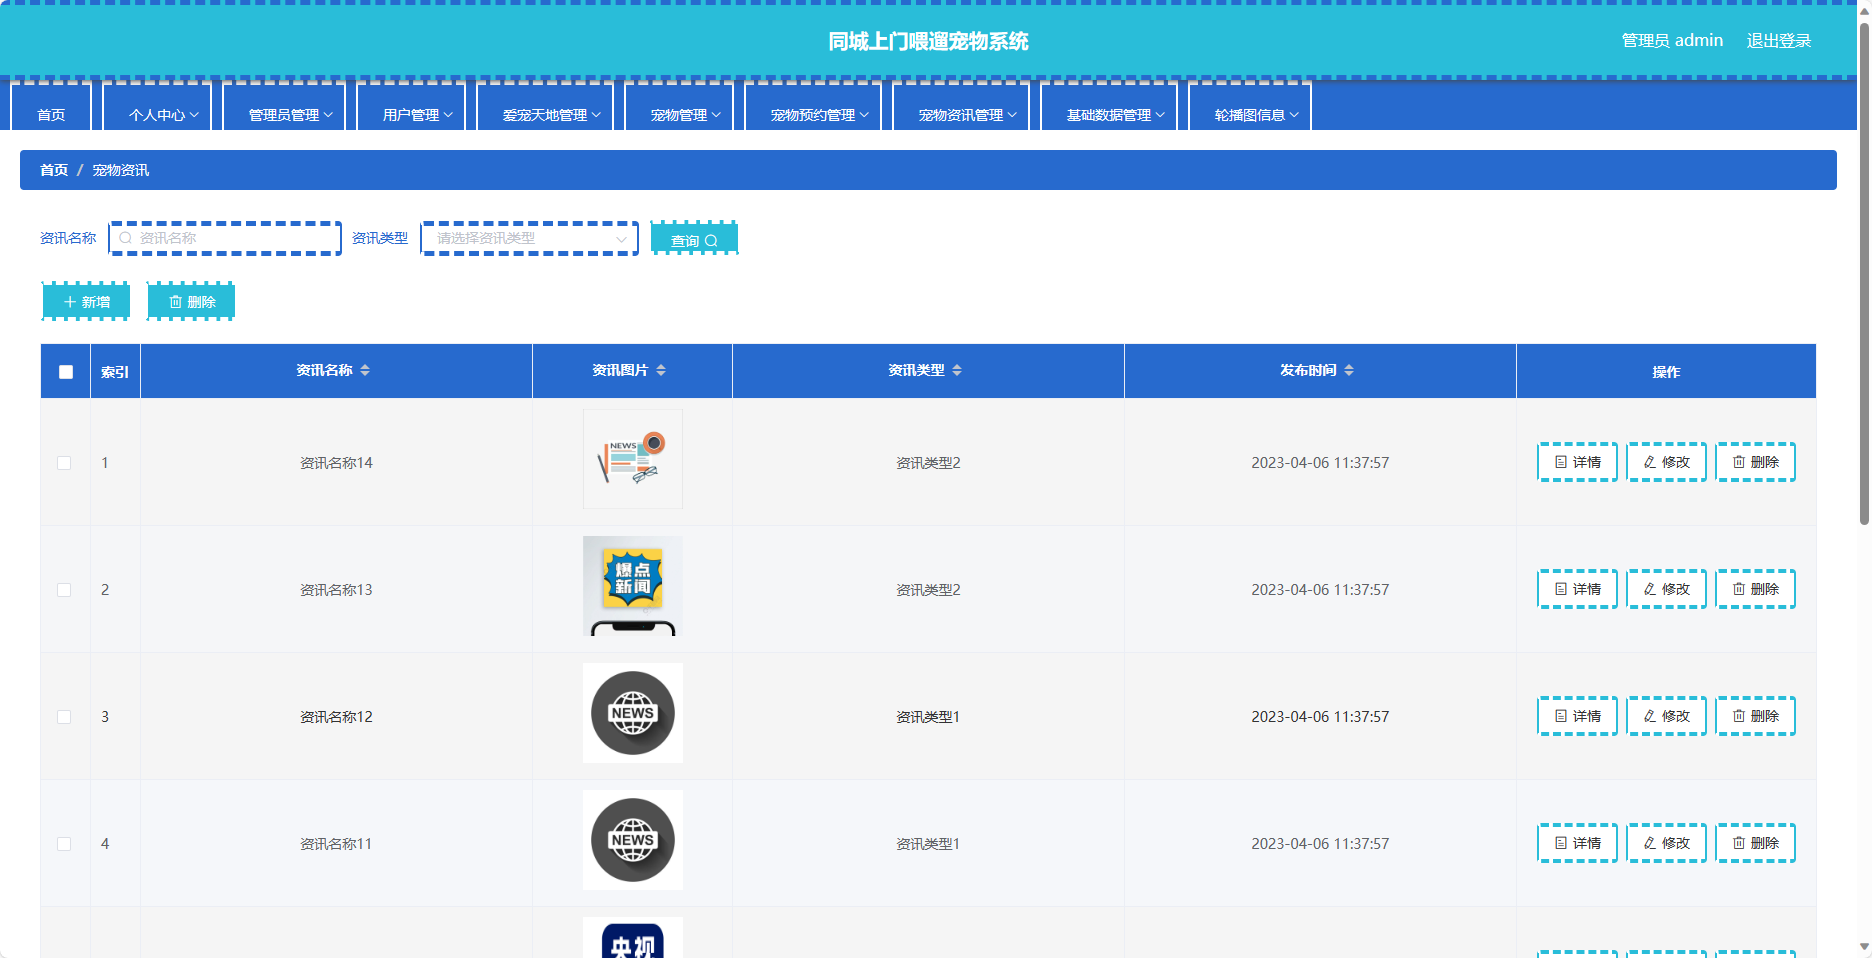 同城上门喂遛宠物系统
管理员 admin 退出登录
首页 个人中心 管理员管理 用户管理 爱宠天地管理 宠物管理 宠物预约管理 宠物资讯管理 基础数据管理 轮播图信息
首页 / 宠物资讯
资讯名称 资讯名称 资讯类型 请选择资讯类型 查询
新增 删除
索引 资讯名称 资讯图片 资讯类型 发布时间 操作
NEWS
1 资讯名称14 资讯类型2 2023-04-06 11:37:57 详情 修改 删除
爆点
新闻
2 资讯名称13 资讯类型2 2023-04-06 11:37:57 详情 修改 删除
3 资讯名称12 NEWS 资讯类型1 2023-04-06 11:37:57 详情 修改 删除
4 资讯名称11 NEWS 资讯类型1 2023-04-06 11:37:57 详情 修改 删除
央视